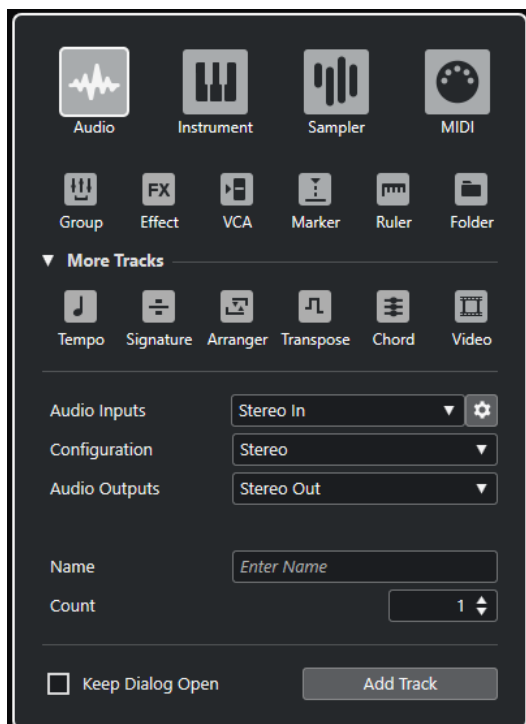 Audio Instrument Sampler MIDI
FX
Group Effect VCA Marker Ruler Folder
More Tracks
Tempo Signature Arranger Transpose Chord Video
Audio Inputs Stereo In
Configuration Stereo
Audio Outputs Stereo Out
Name Enter Name
Count 1
Keep Dialog Open Add Track